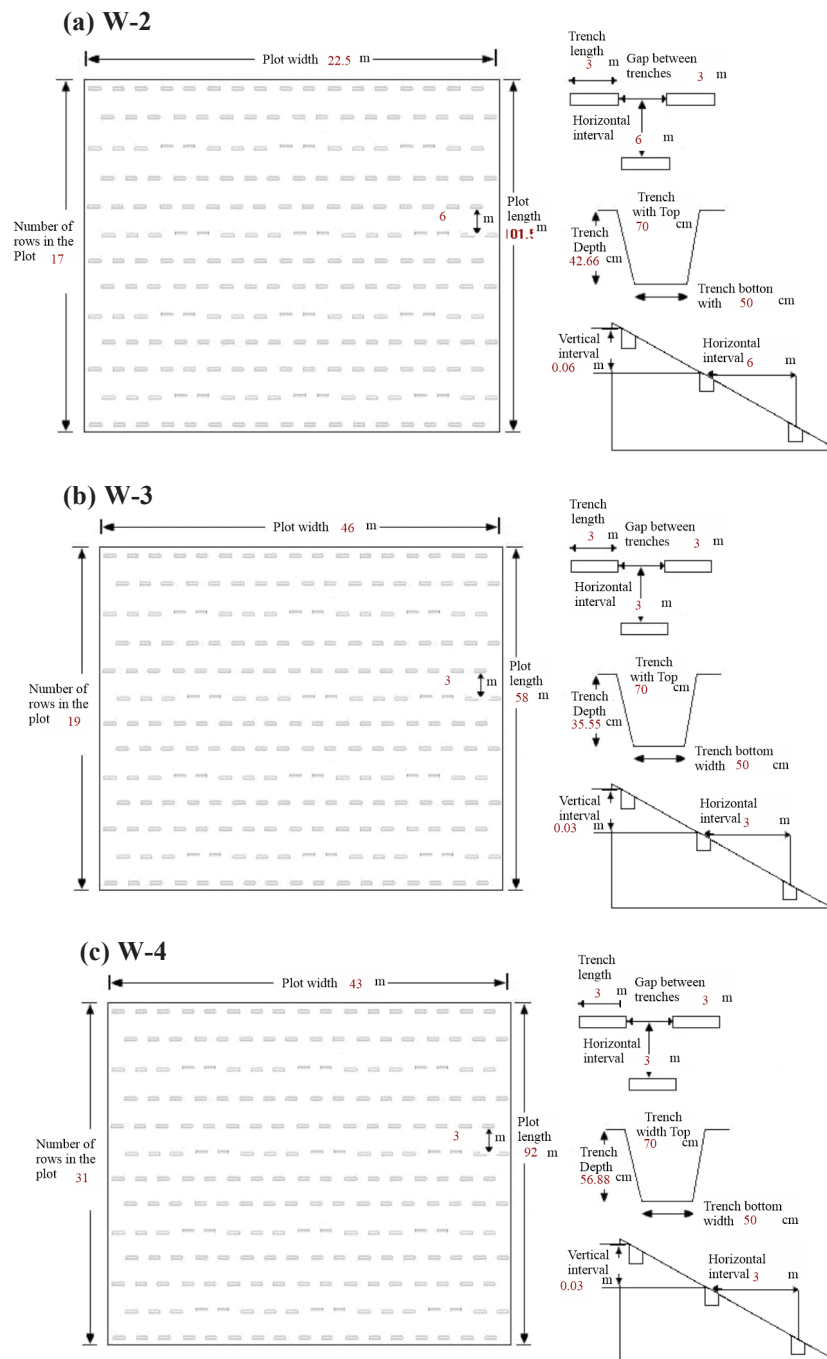 (a) W-2
Plot width 22.5 m
Number of
rows in the
Plot 17
6 m
Plot
length
101.5 m
Trench
length
3 m
Gap between
trenches 3 m
Horizontal
interval
6 m
Trench
with Top
70 cm
Trench
Depth
42.66 cm
Trench botton
with 50 cm
Vertical
interval
0.06 m
Horizontal
interval 6 m
(b) W-3
Plot width 46 m
Number of
rows in the
plot 19
3 m
Plot
length
58 m
Trench
length
3 m
Gap between
trenches 3 m
Horizontal
interval
3 m
Trench
with Top
70 cm
Trench
Depth
35.55 cm
Trench bottom
width 50 cm
Vertical
interval
0.03 m
Horizontal
interval 3 m
(c) W-4
Plot width 43 m
Number of
rows in the
plot 31
3 m
Plot
length
92 m
Trench
length
3 m
Gap between
trenches 3 m
Horizontal
interval 3 m
Trench
width Top
70 cm
Trench
Depth
56.88 cm
Trench bottom
width 50 cm
Vertical
interval
0.03 m
Horizontal
interval 3 m